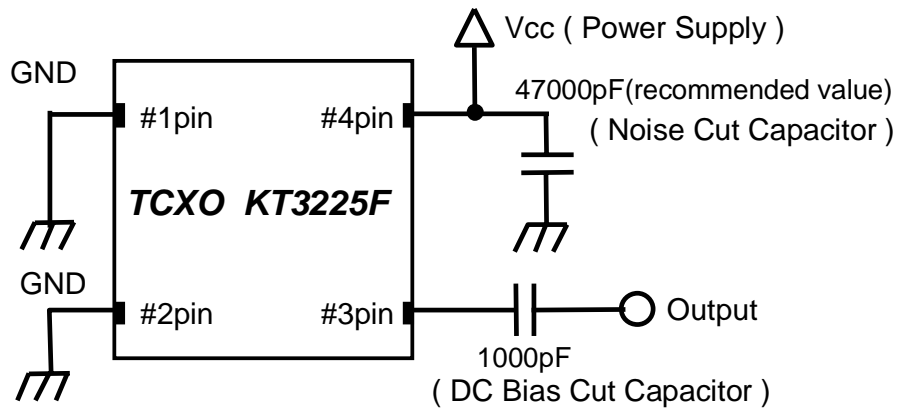 Vcc ( Power Supply )
GND
47000pF(recommended value)
( Noise Cut Capacitor )
#1pin
#4pin
TCXO KT3225F
GND
#2pin
#3pin
Output
1000pF
( DC Bias Cut Capacitor )